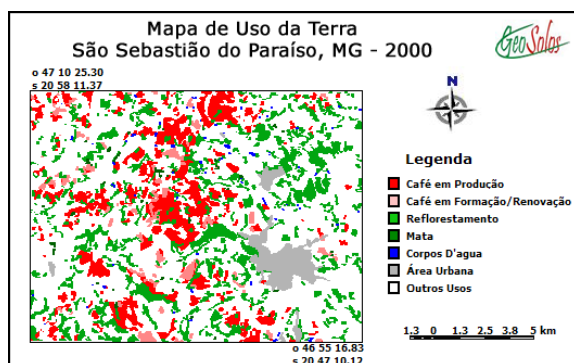 Mapa de Uso da Terra
São Sebastião do Paraíso, MG - 2000
GeoSolos
o 47 10 25.30
s 20 58 11.37
N
Legenda
Café em Produção
Café em Formação/Renovação
Reflorestamento
Mata
Corpos D'agua
Área Urbana
Outros Usos
1.3 0 1.3 2.5 3.8 5 km
o 46 55 16.83
s 20 47 10.12